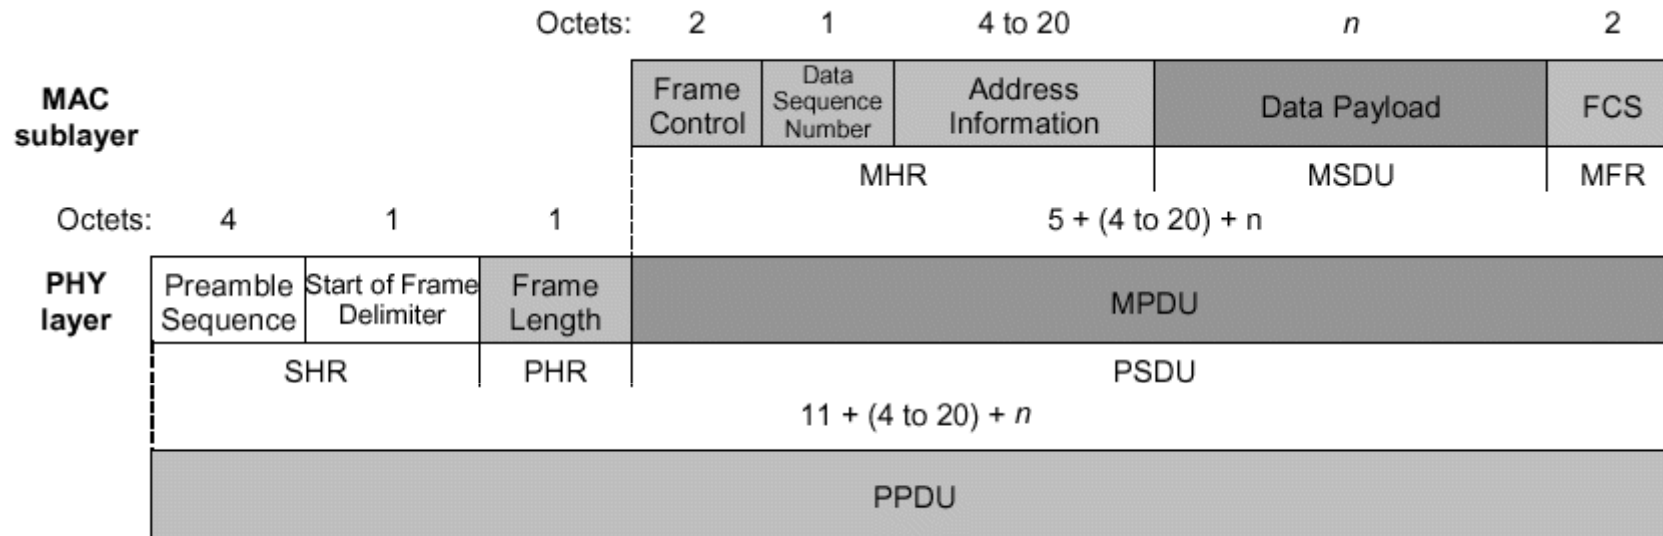 Octets: 2 1 4 to 20 n 2
MAC
sublayer
Frame
Control
Data
Sequence
Number
Address
Information
Data Payload
FCS
MHR MSDU MFR
Octets: 4 1 1 5 + (4 to 20) + n
PHY
layer
Preamble
Sequence
Start of Frame
Delimiter
Frame
Length
MPDU
SHR PHR PSDU
11 + (4 to 20) + n
PPDU